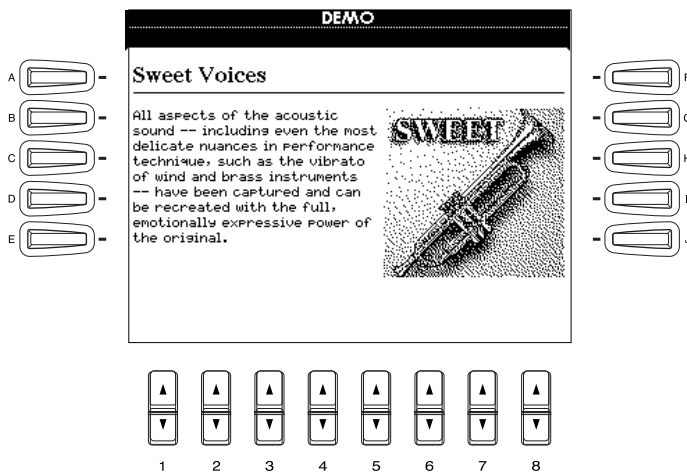 DEMO
Sweet Voices
A
B
C
D
E
All aspects of the acoustic
sound -- including even the most
delicate nuances in performance
technique, such as the vibrato
of wind and brass instruments
-- have been captured and can
be recreated with the full,
emotionally expressive power of
the original.
SWEET
1 2 3 4 5 6 7 8